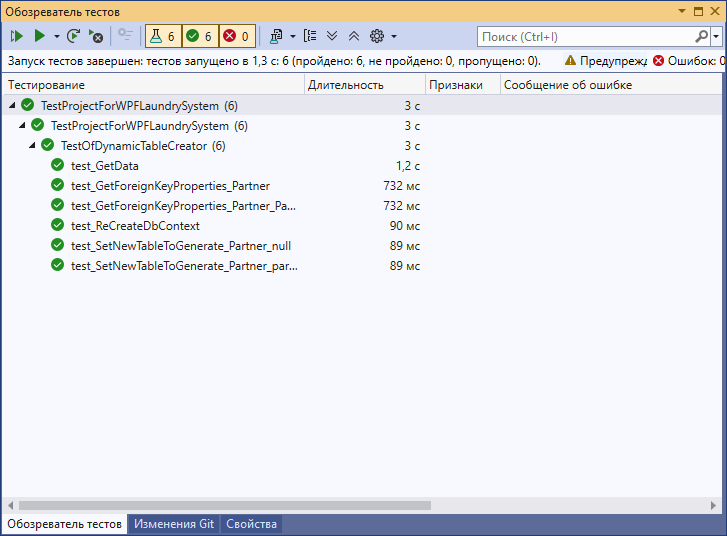 Обозреватель тестов
6 6 0
Поиск (Ctrl+I)
Запуск тестов завершен: тестов запущено в 1,3 с: 6 (пройдено: 6, не пройдено: 0, пропущено: 0). Предупрежд Ошибок: 0
Тестирование Длительность Признаки Сообщение об ошибке
TestProjectForWPFLaundrySystem (6) 3 с
TestProjectForWPFLaundrySystem (6) 3 с
TestOfDynamicTableCreator (6) 3 с
test_GetData 1,2 с
test_GetForeignKeyProperties_Partner 732 мс
test_GetForeignKeyProperties_Partner_Pa... 732 мс
test_ReCreateDbContext 90 мс
test_SetNewTableToGenerate_Partner_null 89 мс
test_SetNewTableToGenerate_Partner_par... 89 мс
Обозреватель тестов Изменения Git Свойства